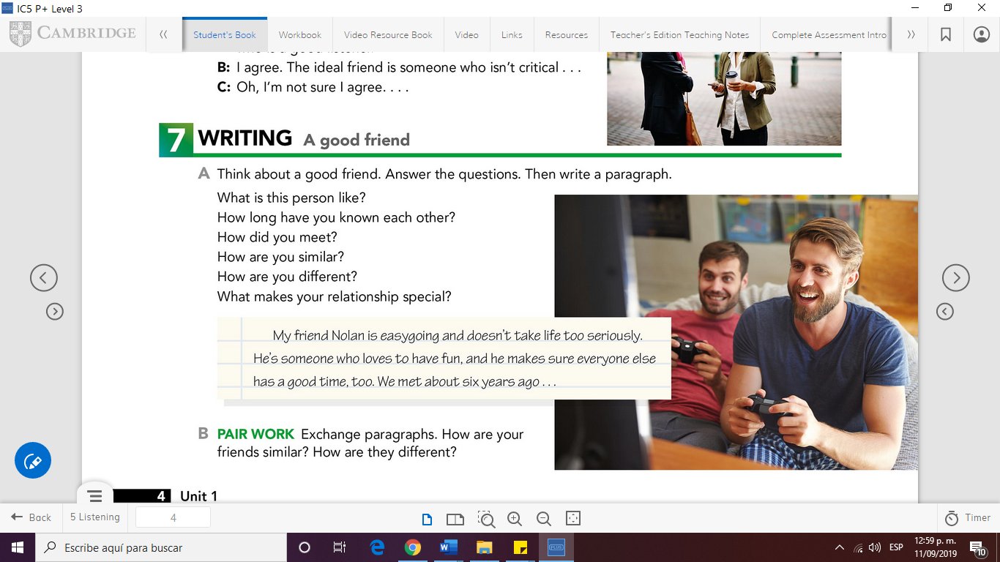 IC5 P+ Level 3
CAMBRIDGE
Student's Book
Workbook
Video Resource Book
Video
Links
Resources
Teacher's Edition Teaching Notes
Complete Assessment Intro
B: I agree. The ideal friend is someone who isn't critical . . .
C: Oh, I'm not sure I agree. . . .
7 WRITING A good friend
A Think about a good friend. Answer the questions. Then write a paragraph.
What is this person like?
How long have you known each other?
How did you meet?
How are you similar?
How are you different?
What makes your relationship special?
My friend Nolan is easygoing and doesn't take life too seriously.
He's someone who loves to have fun, and he makes sure everyone else
has a good time, too. We met about six years ago . . .
B PAIR WORK Exchange paragraphs. How are your
friends similar? How are they different?
4 Unit 1
Back
5 Listening
4
Timer
Escribe aquí para buscar
PLUS
ESP
12:59 p. m.
11/09/2019
10